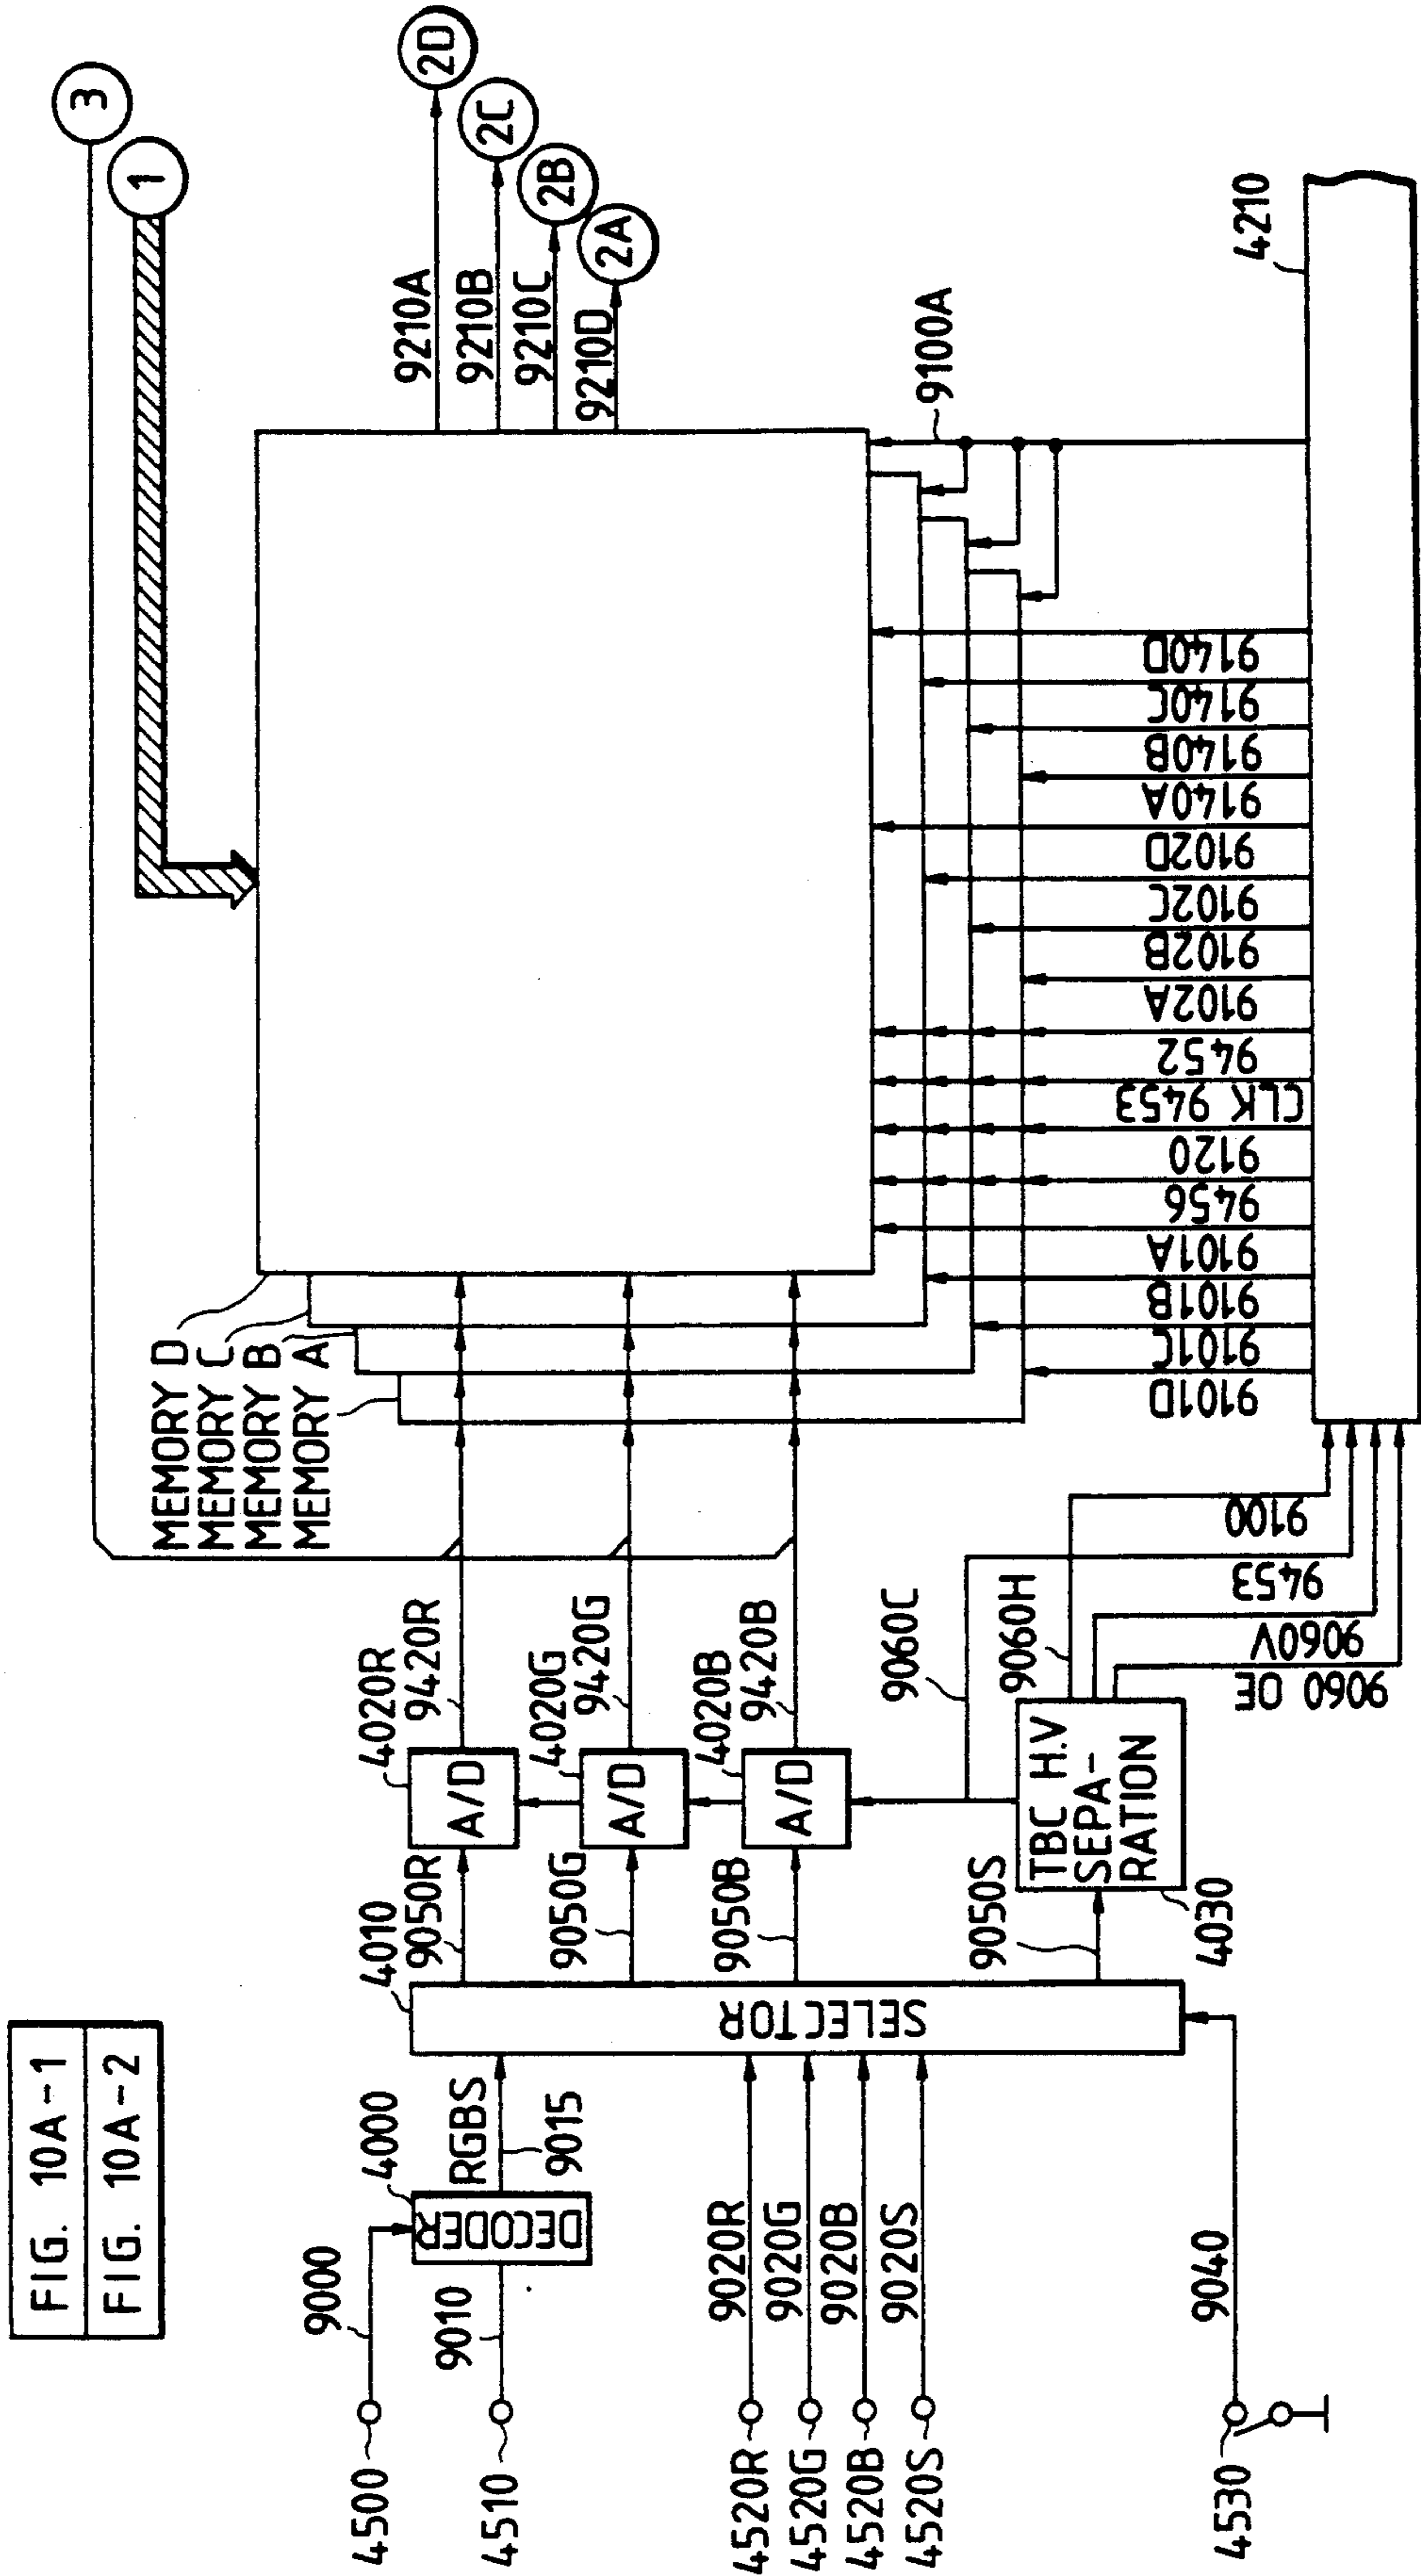 FIG. 10A-1
FIG. 10A-2
3
1
2D
2C
2B
2A
9210A
9210B
9210C
9210D
9100A
4210
MEMORY D
MEMORY C
MEMORY B
MEMORY A
9140D
9140C
9140B
9140A
9102D
9102C
9102B
9102A
9452
CLK 9453
9120
9456
9101A
9101B
9101C
9101D
9100
9453
9060V
9060 OE
9060C
9060H
4020R
9420R
4020G
9420G
4020B
9420B
A/D
A/D
A/D
TBC H.V
SEPA-
RATION
4030
4010
9050R
9050G
9050B
9050S
SELECTOR
4000
RGBS
9015
DECODER
9000
9010
9020R
9020G
9020B
9020S
9040
4500
4510
4520R
4520G
4520B
4520S
4530